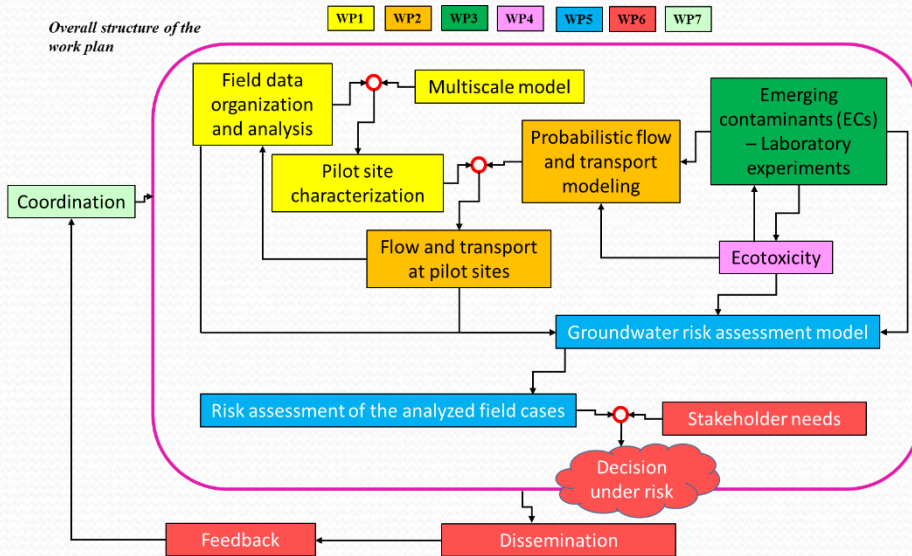 Overall structure of the
work plan
WP1 WP2 WP3 WP4 WP5 WP6 WP7
Field data
organization
and analysis
Multiscale model
Emerging
contaminants (ECs)
– Laboratory
experiments
Probabilistic flow
and transport
modeling
Pilot site
characterization
Coordination
Flow and transport
at pilot sites
Ecotoxicity
Groundwater risk assessment model
Risk assessment of the analyzed field cases
Stakeholder needs
Decision
under risk
Feedback
Dissemination